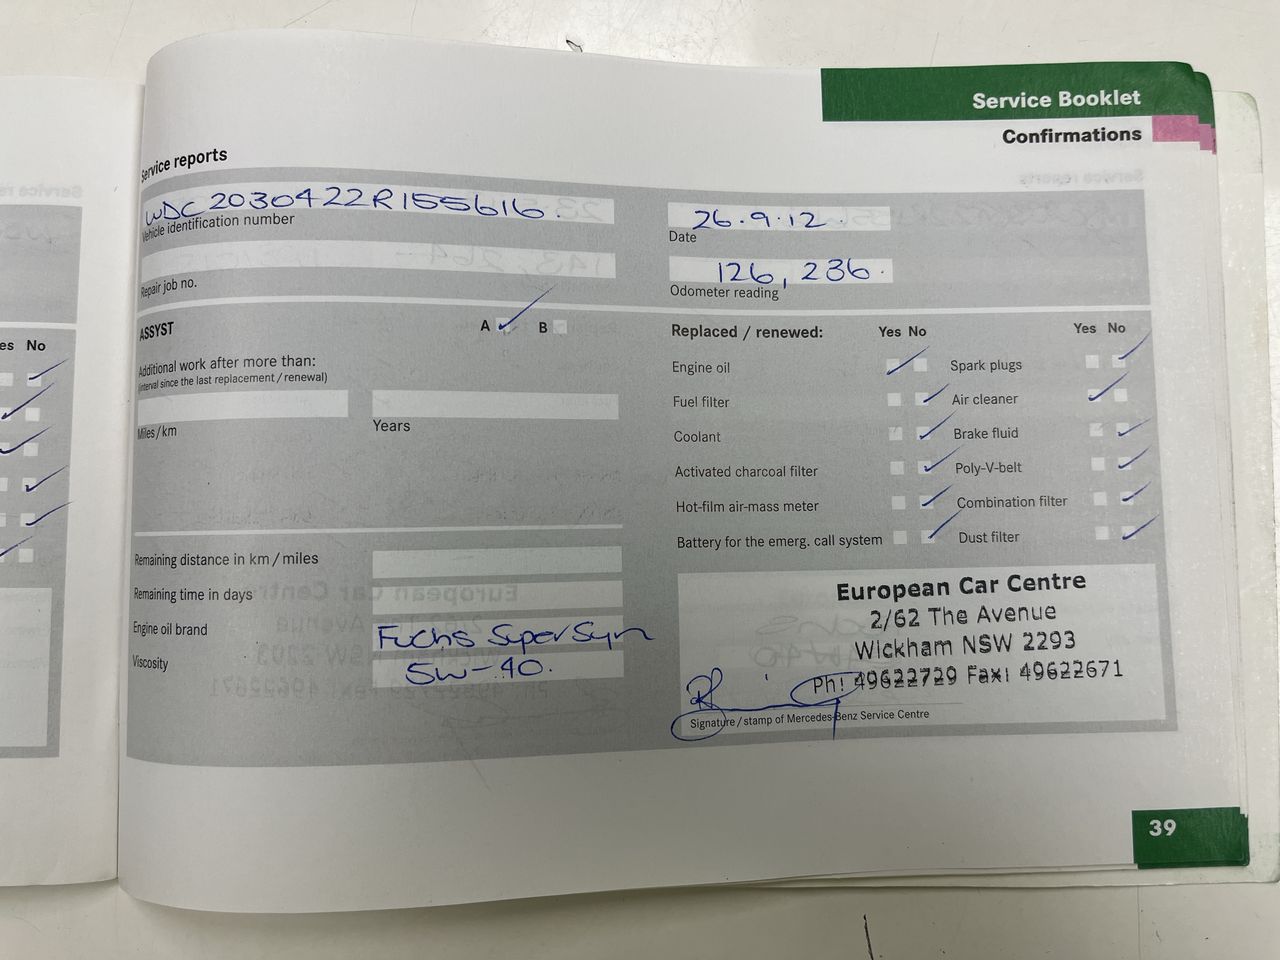 Service Booklet
Confirmations
Service reports
WDC2030422R155616.
Vehicle identification number
26.9.12.
Date
Repair job no.
126,236.
Odometer reading
ASSYST
A B
Additional work after more than:
(interval since the last replacement / renewal)
Miles / km
Years
Remaining distance in km / miles
Remaining time in days
Engine oil brand Fuchs SuperSyn
Viscosity 5W-40.
Replaced / renewed: Yes No Yes No
Engine oil Spark plugs
Fuel filter Air cleaner
Coolant Brake fluid
Activated charcoal filter Poly-V-belt
Hot-film air-mass meter Combination filter
Battery for the emerg. call system Dust filter
European Car Centre
2/62 The Avenue
Wickham NSW 2293
Ph: 49622729 Fax: 49622671
Signature / stamp of Mercedes-Benz Service Centre
39
es No